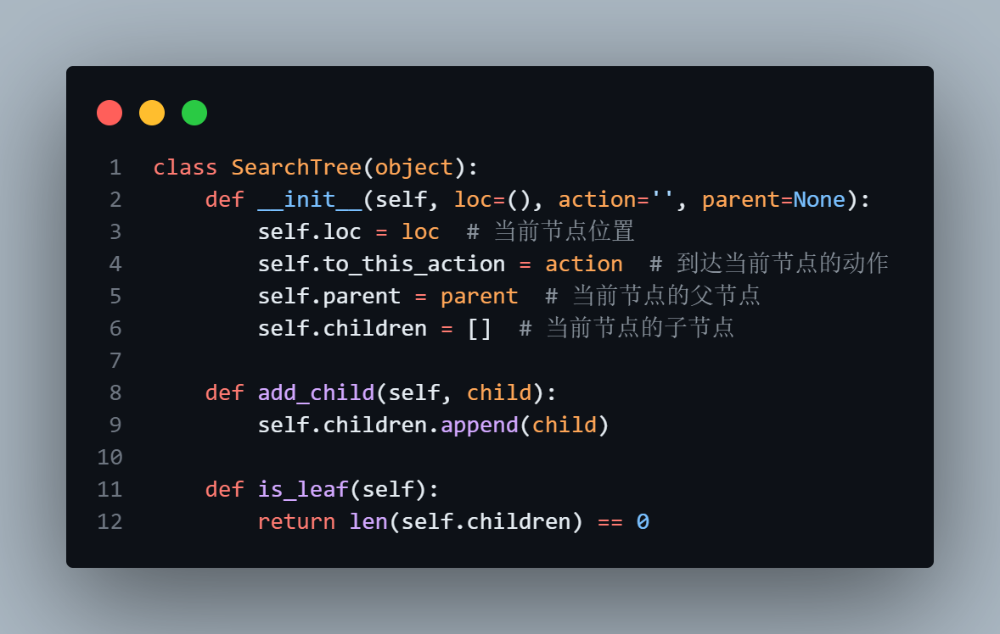 1 class SearchTree(object):
2     def __init__(self, loc=(), action='', parent=None):
3         self.loc = loc  # 当前节点位置
4         self.to_this_action = action  # 到达当前节点的动作
5         self.parent = parent  # 当前节点的父节点
6         self.children = []  # 当前节点的子节点
7
8     def add_child(self, child):
9         self.children.append(child)
10
11     def is_leaf(self):
12         return len(self.children) == 0